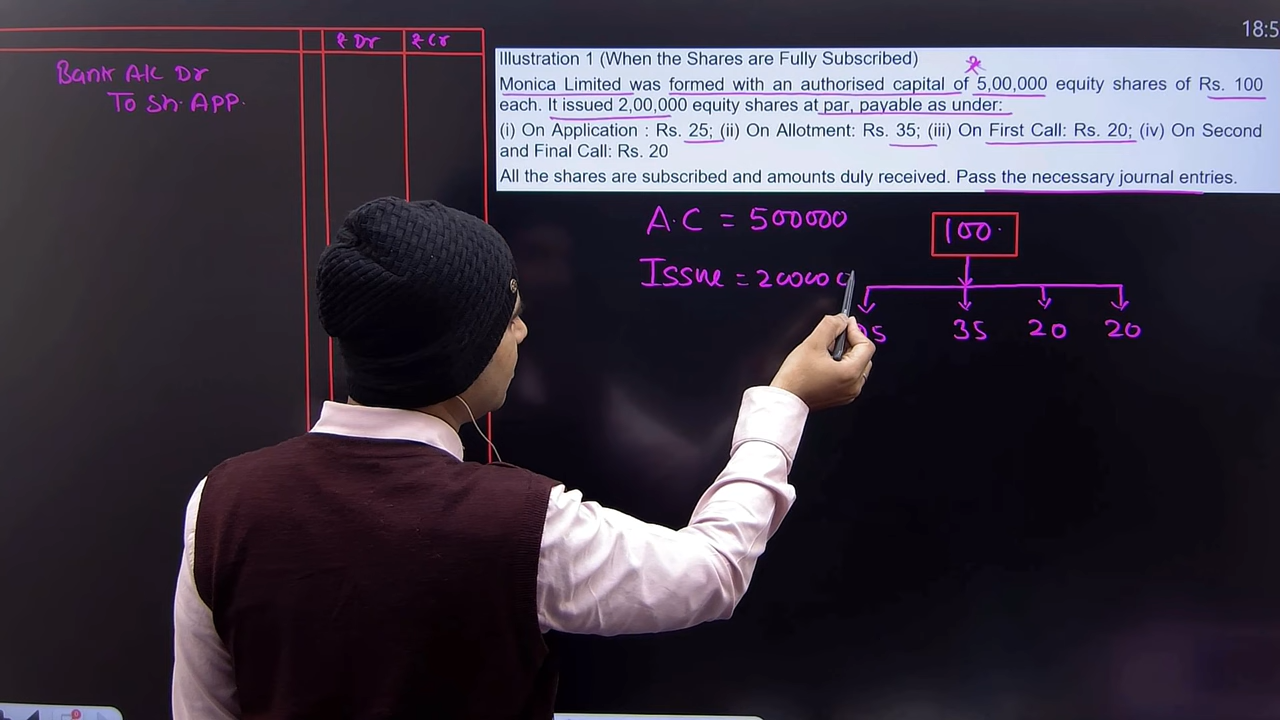 18:5
₹ Dr ₹ Cr
Bank A/c Dr
To Sh. App.
Illustration 1 (When the Shares are Fully Subscribed)
Monica Limited was formed with an authorised capital of 5,00,000 equity shares of Rs. 100
each. It issued 2,00,000 equity shares at par, payable as under:
(i) On Application : Rs. 25; (ii) On Allotment: Rs. 35; (iii) On First Call: Rs. 20; (iv) On Second
and Final Call: Rs. 20
All the shares are subscribed and amounts duly received. Pass the necessary journal entries.
A.C = 500000
100.
Issue = 200000
25 35 20 20